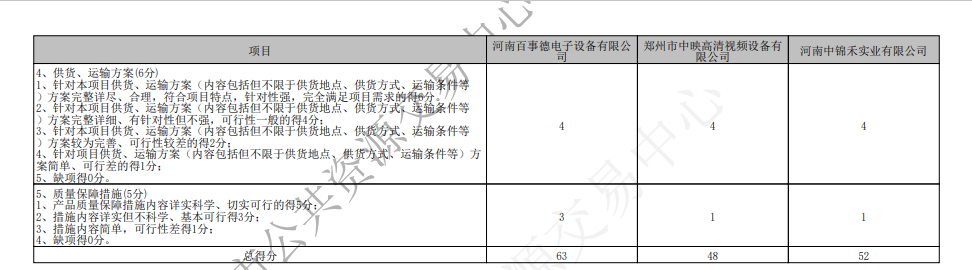 项目
河南百事德电子设备有限公
司
郑州市中映高清视频设备有
限公司
河南中锦禾实业有限公司
4、供货、运输方案(6分)
1、针对本项目供货、运输方案（内容包括但不限于供货地点、供货方式、运输条件等
）方案完整详尽、合理，符合项目特点，针对性强，完全满足项目需求的得6分。
2、针对本项目供货、运输方案（内容包括但不限于供货地点、供货方式、运输条件等
）方案完整详细、有针对性但不强，可行性一般的得4分；
3、针对本项目供货、运输方案（内容包括但不限于供货地点、供货方式、运输条件等
）方案较为完善、可行性较差的得2分；
4、针对项目供货、运输方案（内容包括但不限于供货地点、供货方式、运输条件等）方
案简单、可行差的得1分；
5、缺项得0分。
4
4
4
5、质量保障措施(5分)
1、产品质量保障措施内容详实科学、切实可行的得5分；
2、措施内容详实但不科学、基本可行得3分；
3、措施内容简单，可行性差得1分；
4、缺项得0分。
3
1
1
总得分
63
48
52
公共资源交易中心
源交易中心